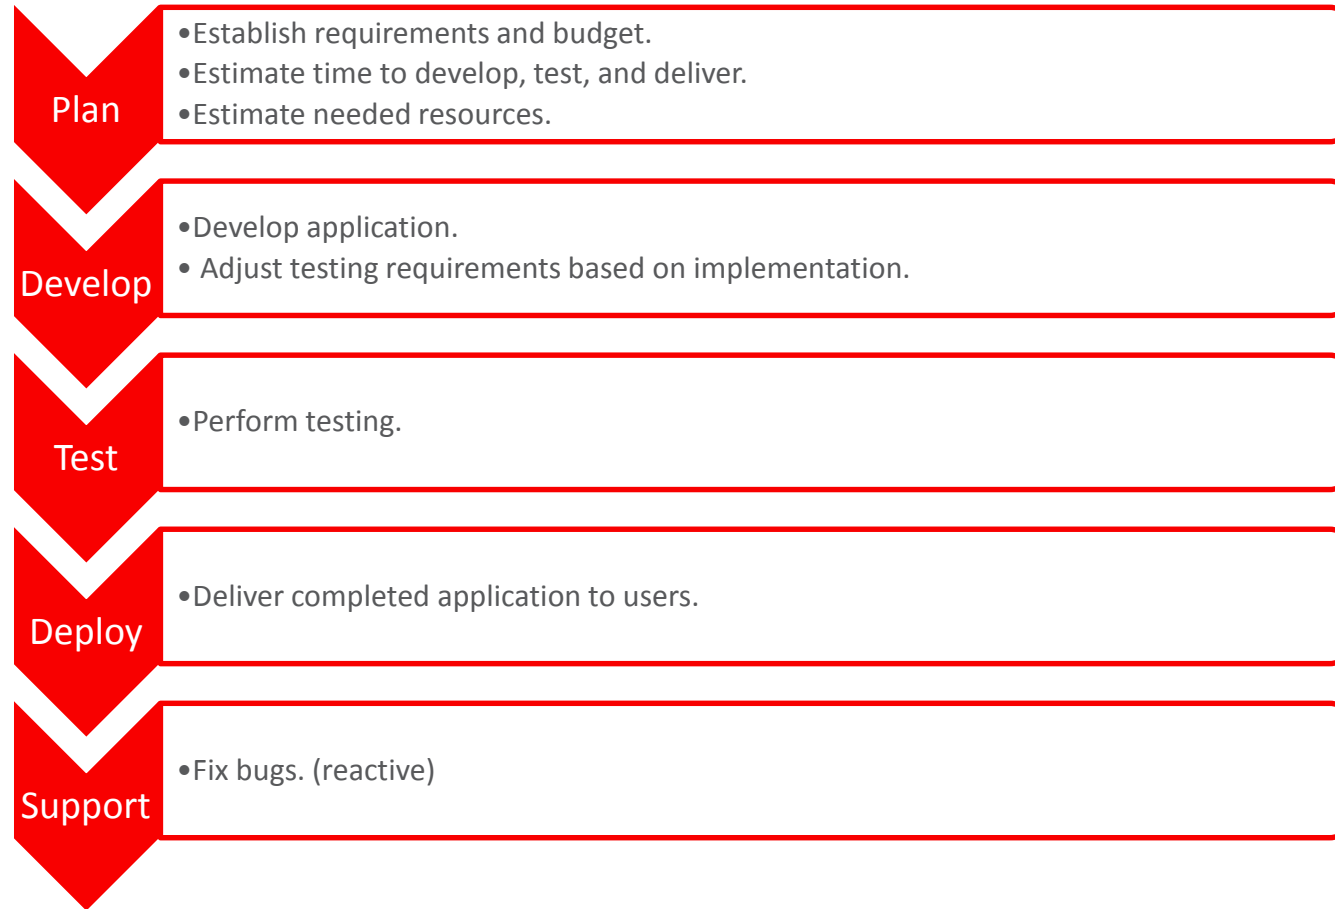 Plan
•Establish requirements and budget.
•Estimate time to develop, test, and deliver.
•Estimate needed resources.
Develop
•Develop application.
• Adjust testing requirements based on implementation.
Test
•Perform testing.
Deploy
•Deliver completed application to users.
Support
•Fix bugs. (reactive)